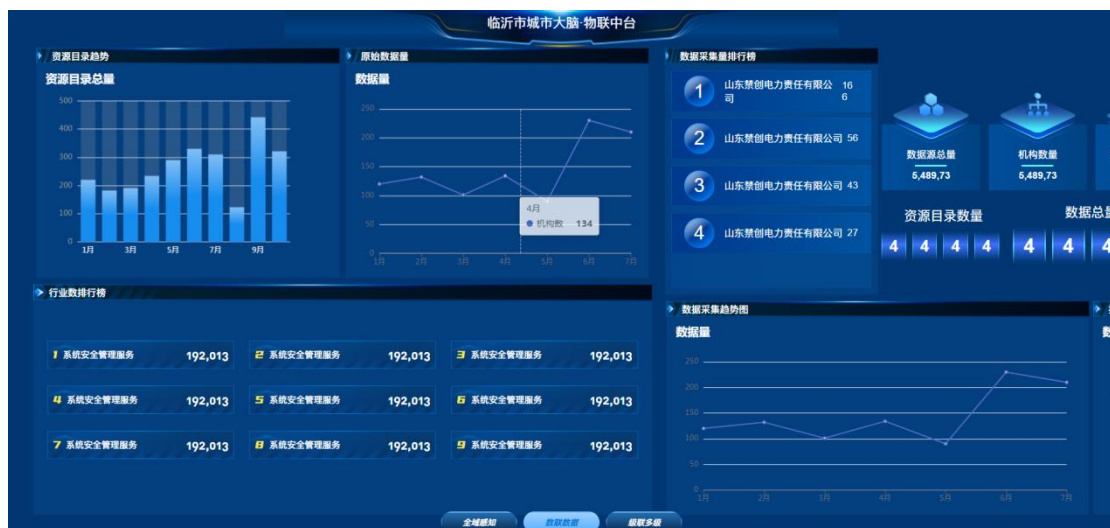 临沂市城市大脑·物联中台
资源目录趋势
资源目录总量
500
400
300
200
100
0
1月 3月 5月 7月 9月
原始数据量
数据量
250
200
150
100
50
0
1月 2月 3月 4月 5月 6月 7月
4月
机构数 134
数据采集量排行榜
1 山东禁创电力责任有限公 16
司 6
2 山东禁创电力责任有限公司 56
3 山东禁创电力责任有限公司 43
4 山东禁创电力责任有限公司 27
数据源总量 机构数量
5,489,73 5,489,73
资源目录数量 数据总量
4 4 4 4 4 4 4
行业数排行榜
1 系统安全管理服务 192,013 2 系统安全管理服务 192,013 3 系统安全管理服务 192,013
4 系统安全管理服务 192,013 5 系统安全管理服务 192,013 6 系统安全管理服务 192,013
7 系统安全管理服务 192,013 8 系统安全管理服务 192,013 9 系统安全管理服务 192,013
数据采集趋势图
数据量
250
200
150
100
50
0
1月 2月 3月 4月 5月 6月 7月
全域感知 数联数据 级联多级